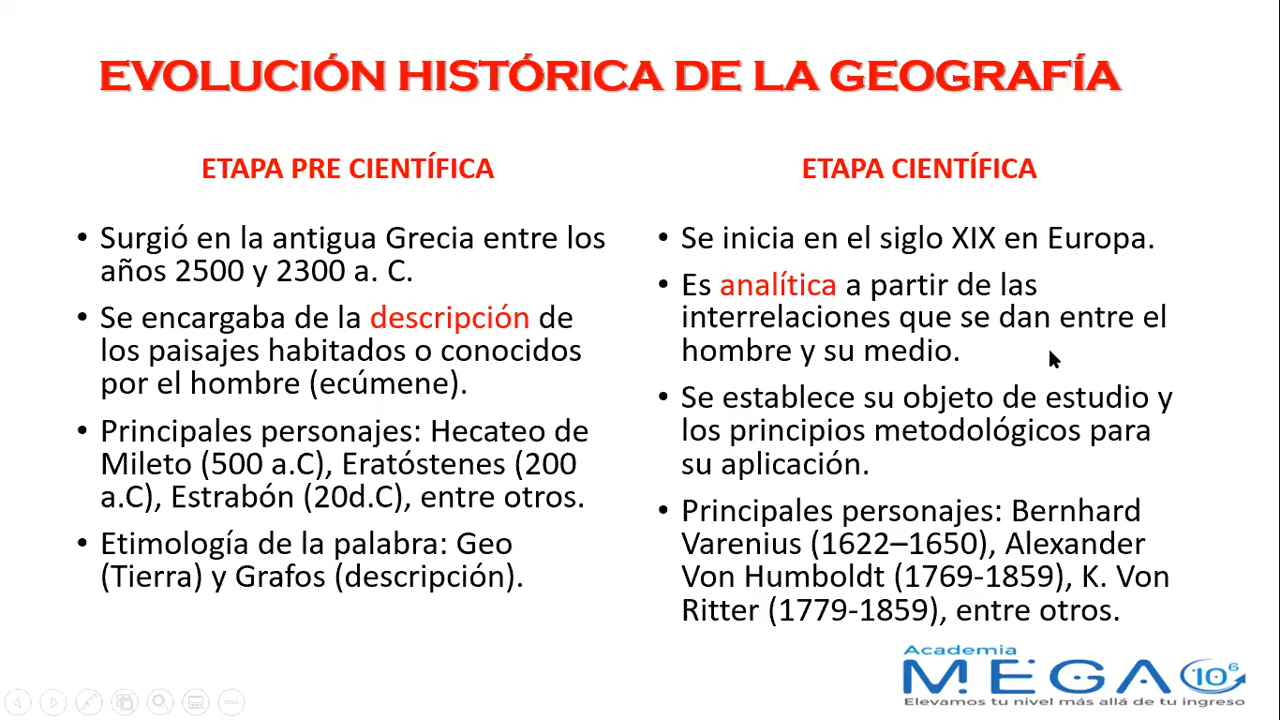 EVOLUCIÓN HISTÓRICA DE LA GEOGRAFÍA
ETAPA PRE CIENTÍFICA
• Surgió en la antigua Grecia entre los
años 2500 y 2300 a. C.
• Se encargaba de la descripción de
los paisajes habitados o conocidos
por el hombre (ecúmene).
• Principales personajes: Hecateo de
Mileto (500 a.C), Eratóstenes (200
a.C), Estrabón (20d.C), entre otros.
• Etimología de la palabra: Geo
(Tierra) y Grafos (descripción).
ETAPA CIENTÍFICA
• Se inicia en el siglo XIX en Europa.
• Es analítica a partir de las
interrelaciones que se dan entre el
hombre y su medio.
• Se establece su objeto de estudio y
los principios metodológicos para
su aplicación.
• Principales personajes: Bernhard
Varenius (1622–1650), Alexander
Von Humboldt (1769-1859), K. Von
Ritter (1779-1859), entre otros.
Academia
MEGA 10⁶
Elevamos tu nivel más allá de tu ingreso